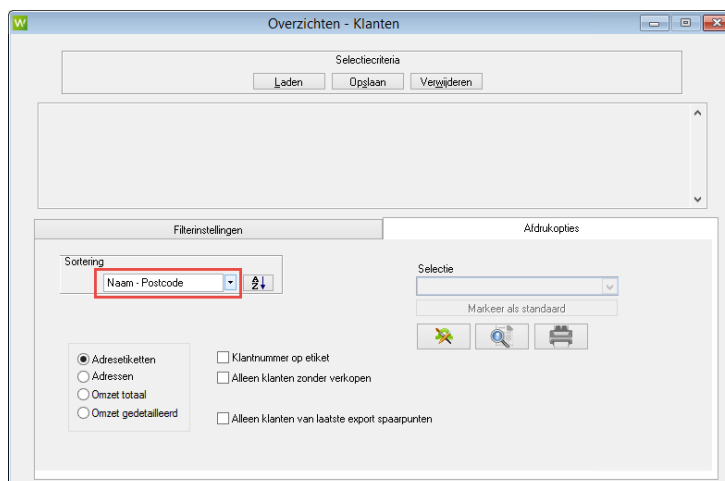 W Overzichten - Klanten
Selectiecriteria
Laden Opslaan Verwijderen
Filterinstellingen Afdrukopties
Sortering
Naam - Postcode
A Z
Selectie
Markeer als standaard
Adresetiketten
Adressen
Omzet totaal
Omzet gedetailleerd
Klantnummer op etiket
Alleen klanten zonder verkopen
Alleen klanten van laatste export spaarpunten